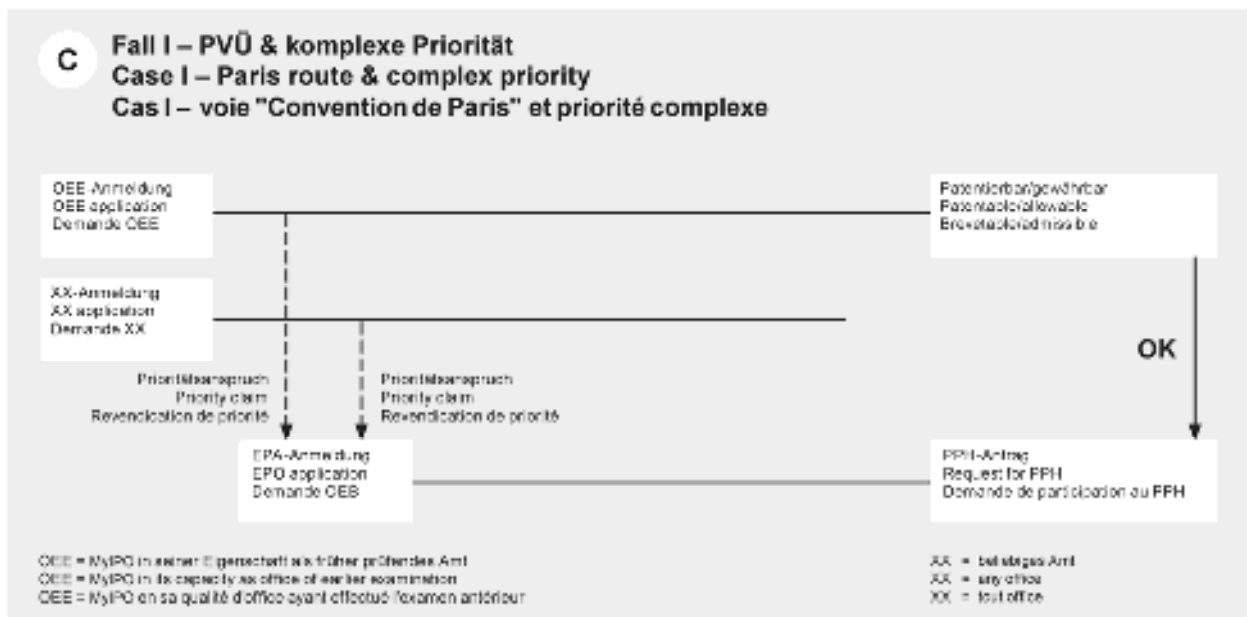 C
Fall I – PVÜ & komplexe Priorität
Case I – Paris route & complex priority
Cas I – voie "Convention de Paris" et priorité complexe
OEE-Anmeldung
OEE application
Demande OEE
Patentierbar/gewährbar
Patentable/allowable
Brevetable/admissible
XX-Anmeldung
XX application
Demande XX
OK
Prioritätsanspruch
Priority claim
Revendication de priorité
Prioritätsanspruch
Priority claim
Revendication de priorité
EPA-Anmeldung
EPO application
Demande OEB
PPH-Antrag
Request for PPH
Demande de participation au PPH
OEE = MyIPO in seiner Eigenschaft als früher prüfendes Amt
OEE = MyIPO in its capacity as office of earlier examination
OEE = MyIPO en sa qualité d'office ayant effectué l'examen antérieur
XX = beliebiges Amt
XX = any office
XX = tout office